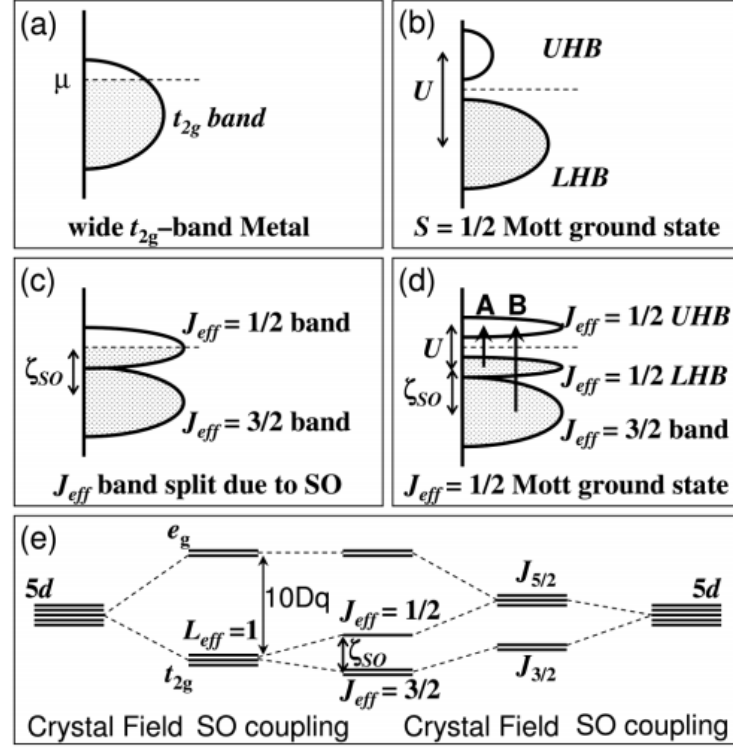 (a)
μ
t2g band
wide t2g–band Metal
(b)
UHB
U
LHB
S = 1/2 Mott ground state
(c)
Jeff = 1/2 band
ζSO
Jeff = 3/2 band
Jeff band split due to SO
(d)
A B
Jeff = 1/2 UHB
U
Jeff = 1/2 LHB
ζSO
Jeff = 3/2 band
Jeff = 1/2 Mott ground state
(e)
eg
5d
10Dq
Leff =1
t2g
Jeff = 1/2
ζSO
Jeff = 3/2
J5/2
J3/2
5d
Crystal Field SO coupling Crystal Field SO coupling